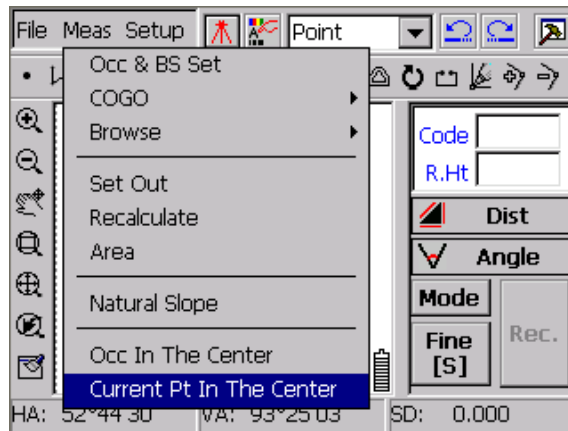 File Meas Setup Point
Occ & BS Set
COGO
Browse
Set Out
Recalculate
Area
Natural Slope
Occ In The Center
Current Pt In The Center
Code
R.Ht
Dist
Angle
Mode
Fine
[S]
Rec.
HA: 52°44'30 VA: 93°25'03 SD: 0.000